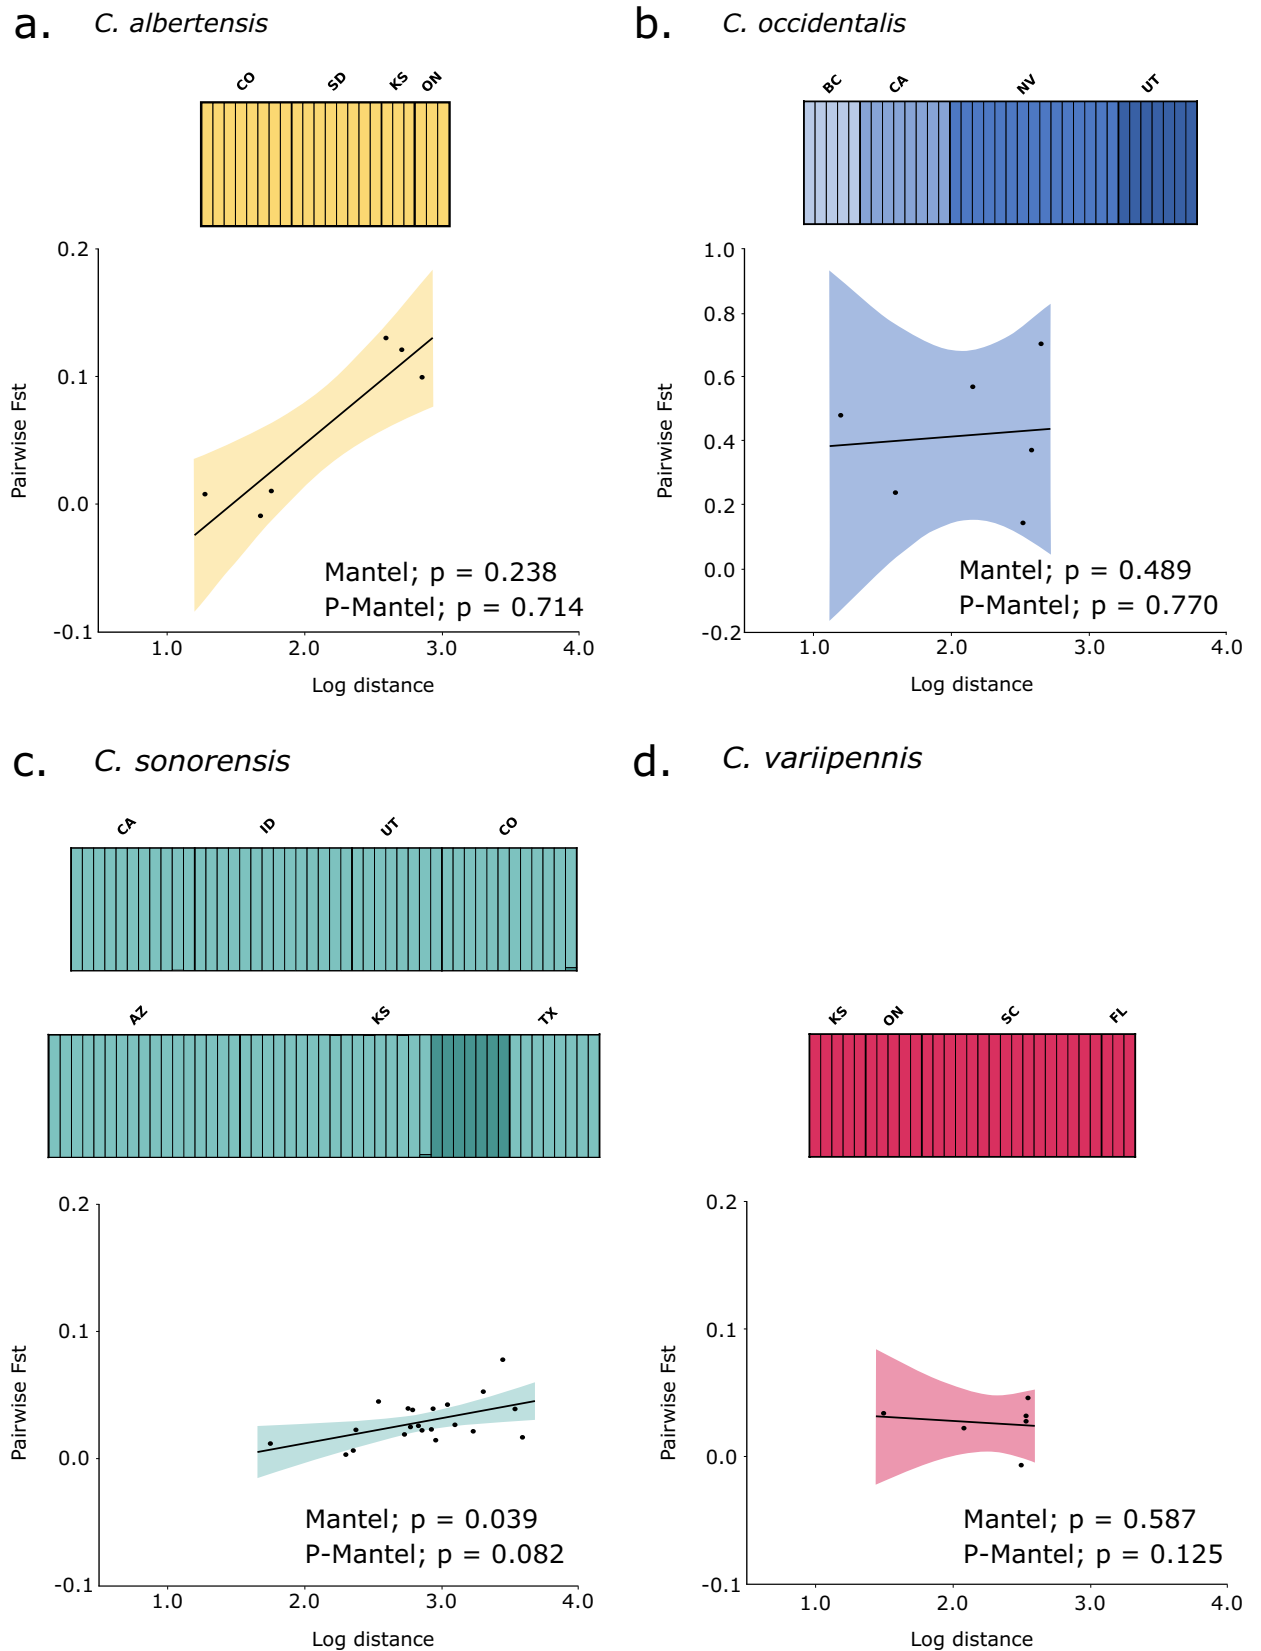 a. C. albertensis
CO SD KS ON
0.2
0.1
0.0
-0.1
Pairwise Fst
Mantel; p = 0.238
P-Mantel; p = 0.714
1.0 2.0 3.0 4.0
Log distance
b. C. occidentalis
BC CA NV UT
1.0
0.8
0.6
0.4
0.2
0.0
-0.2
Pairwise Fst
Mantel; p = 0.489
P-Mantel; p = 0.770
1.0 2.0 3.0 4.0
Log distance
c. C. sonorensis
CA ID UT CO
AZ KS TX
0.2
0.1
0.0
-0.1
Pairwise Fst
Mantel; p = 0.039
P-Mantel; p = 0.082
1.0 2.0 3.0 4.0
Log distance
d. C. variipennis
KS ON SC FL
0.2
0.1
0.0
-0.1
Pairwise Fst
Mantel; p = 0.587
P-Mantel; p = 0.125
1.0 2.0 3.0 4.0
Log distance